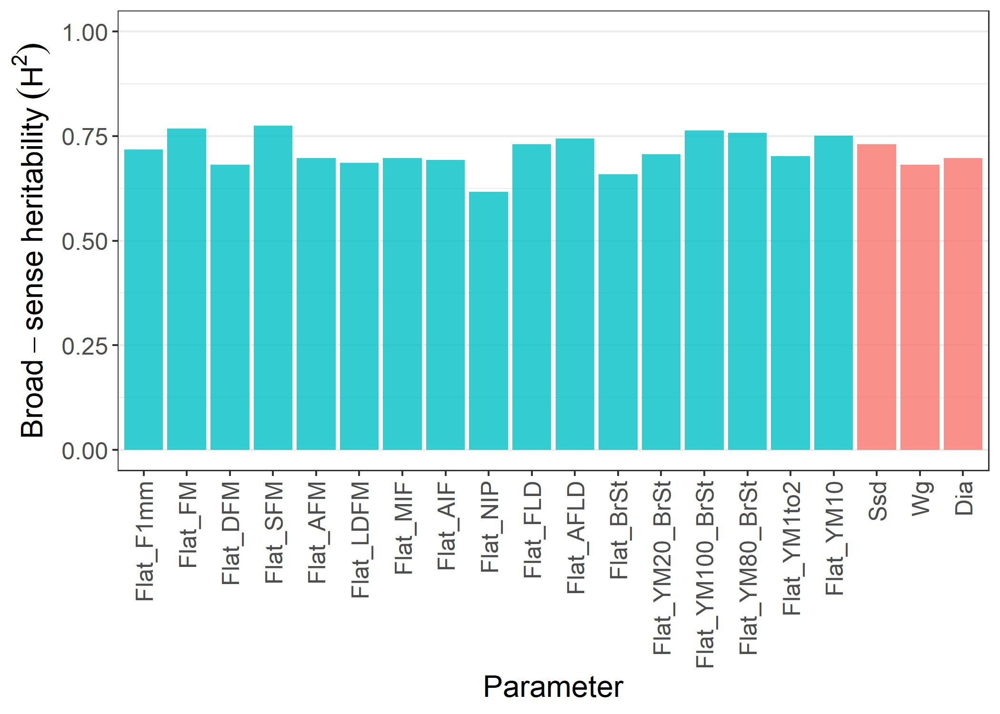 Broad – sense heritability (H²)
1.00
0.75
0.50
0.25
0.00
Flat_F1mm
Flat_FM
Flat_DFM
Flat_SFM
Flat_AFM
Flat_LDFM
Flat_MIF
Flat_AIF
Flat_NIP
Flat_FLD
Flat_AFLD
Flat_BrSt
Flat_YM20_BrSt
Flat_YM100_BrSt
Flat_YM80_BrSt
Flat_YM1to2
Flat_YM10
Ssd
Wg
Dia
Parameter